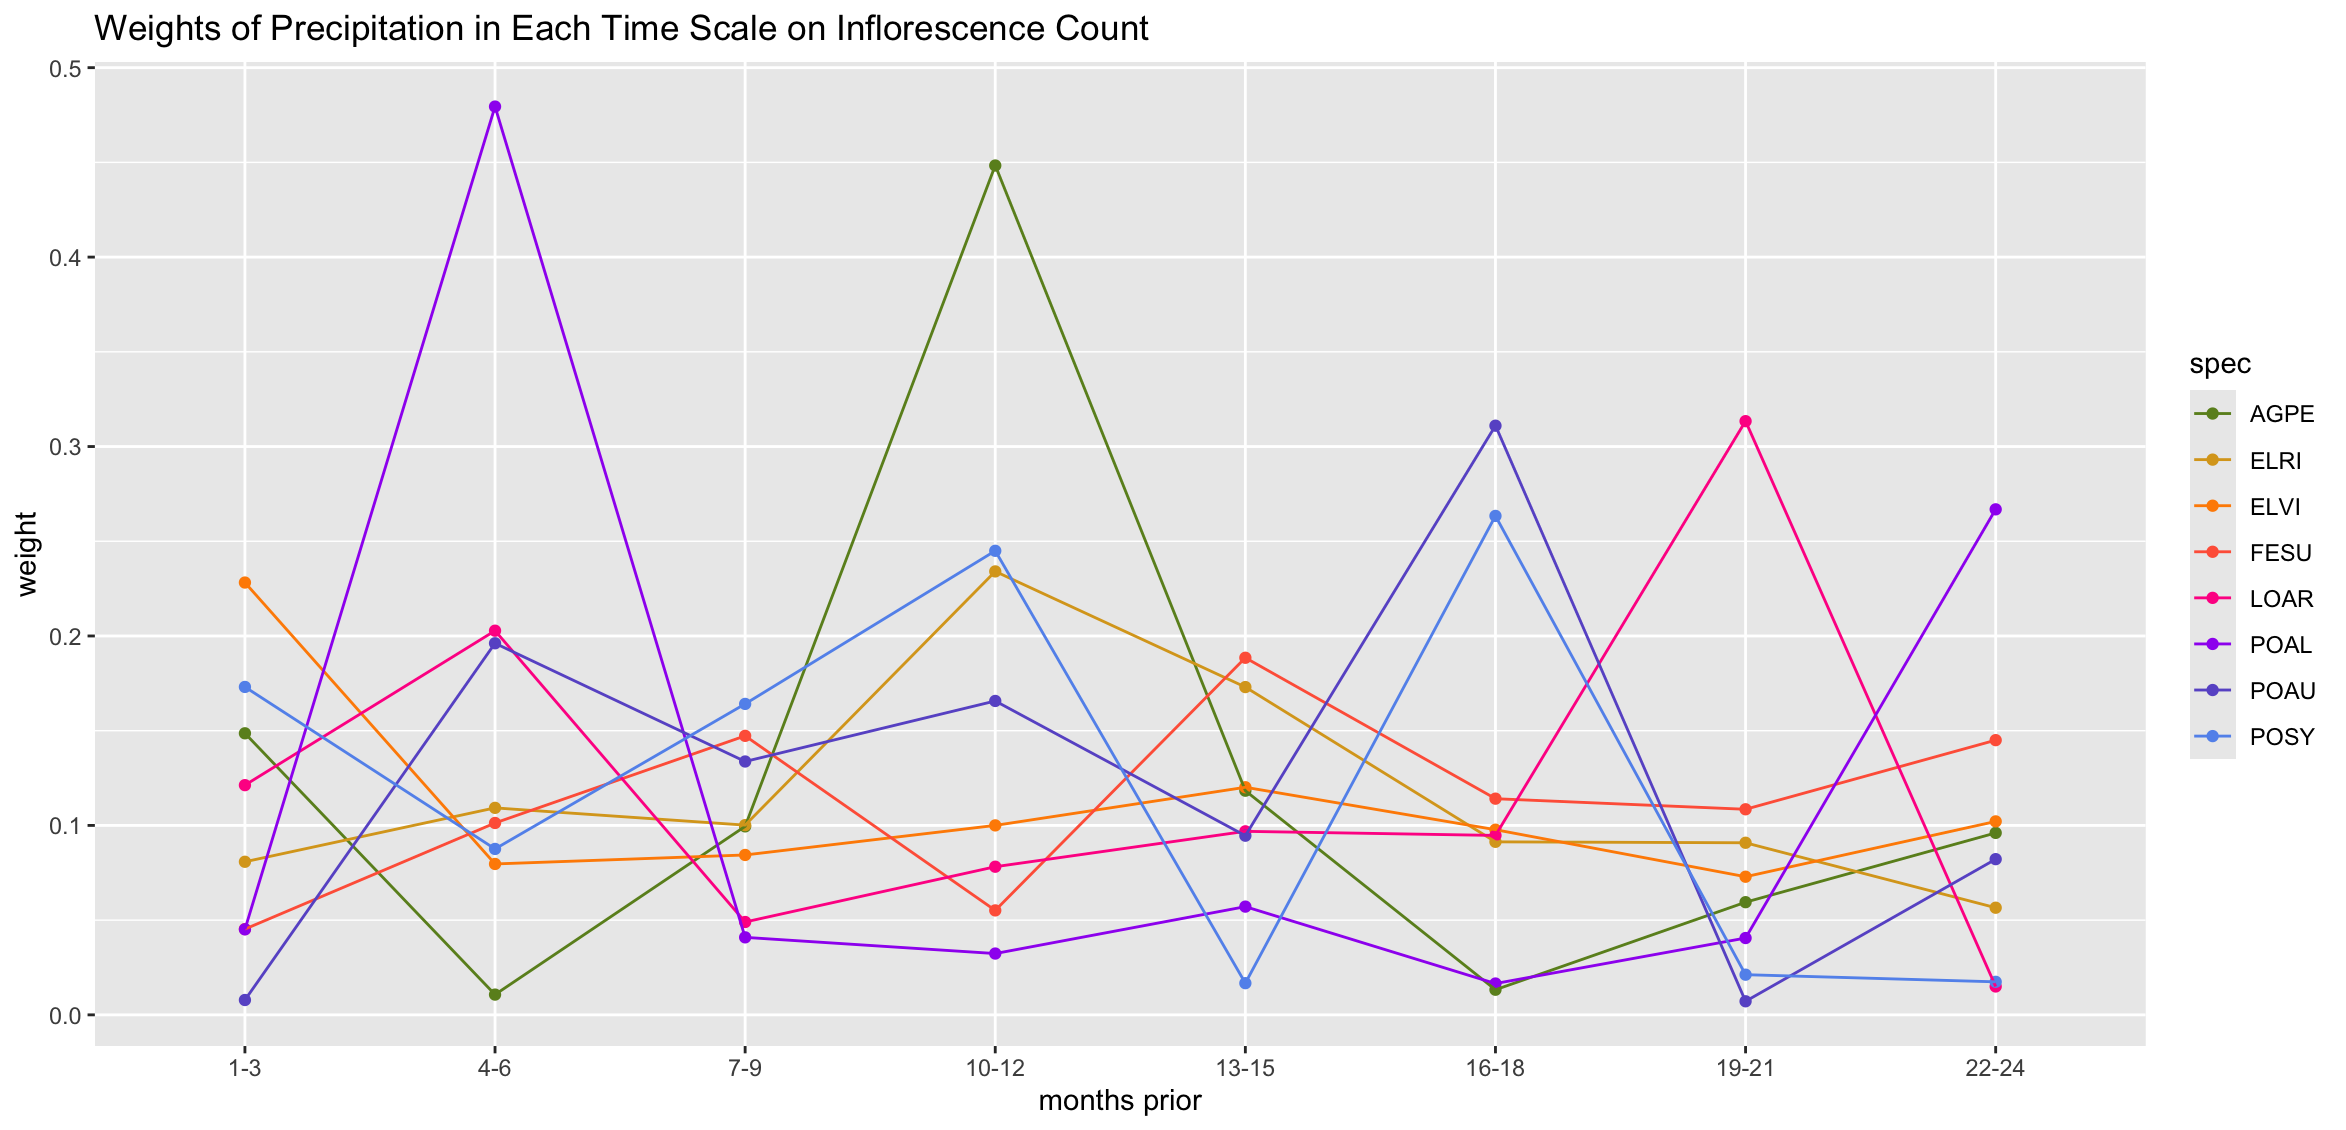 Weights of Precipitation in Each Time Scale on Inflorescence Count
0.5
0.4
0.3
0.2
0.1
0.0
weight
1-3 4-6 7-9 10-12 13-15 16-18 19-21 22-24
months prior
spec
AGPE
ELRI
ELVI
FESU
LOAR
POAL
POAU
POSY